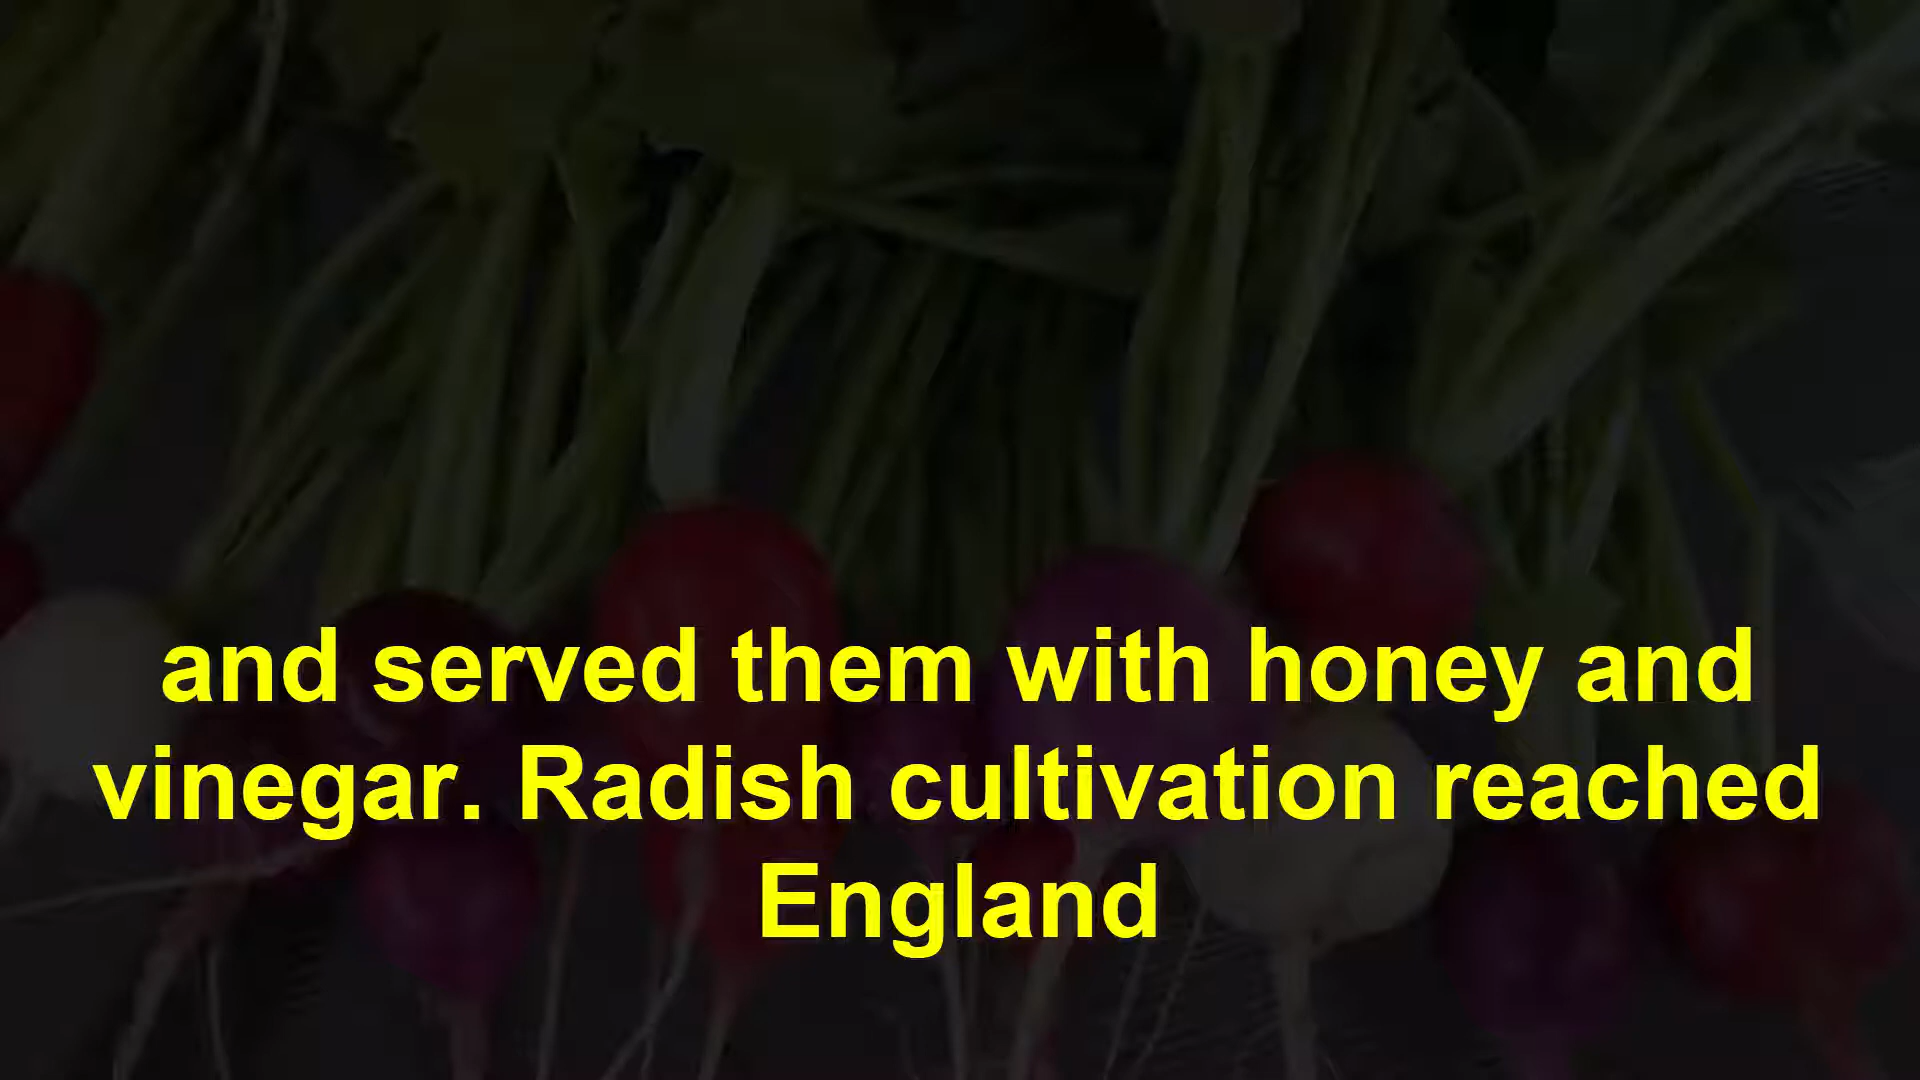 and served them with honey and
vinegar. Radish cultivation reached
England